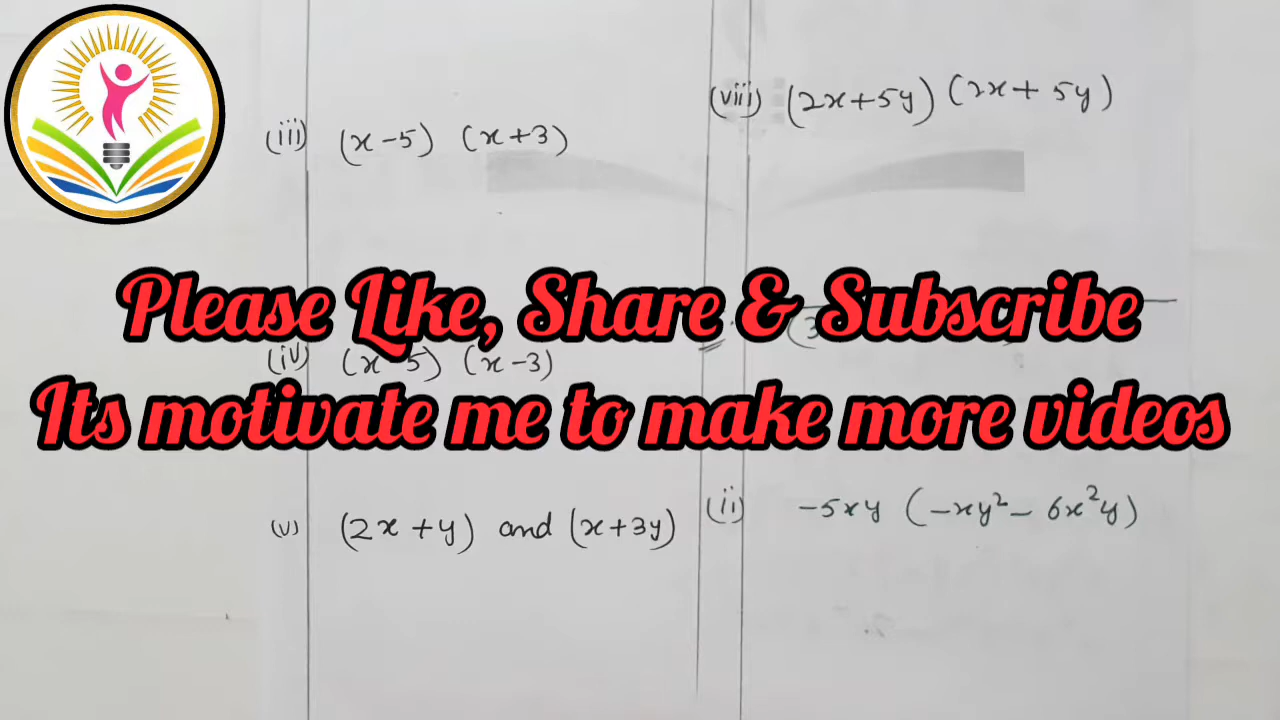 (iii) (x-5) (x+3)
(viii) (2x+5y) (2x+5y)
Please Like, Share & Subscribe
(iv) (x-5) (x-3)
Its motivate me to make more videos
(v) (2x+y) and (x+3y)
(ii) -5xy (-xy²- 6x²y)